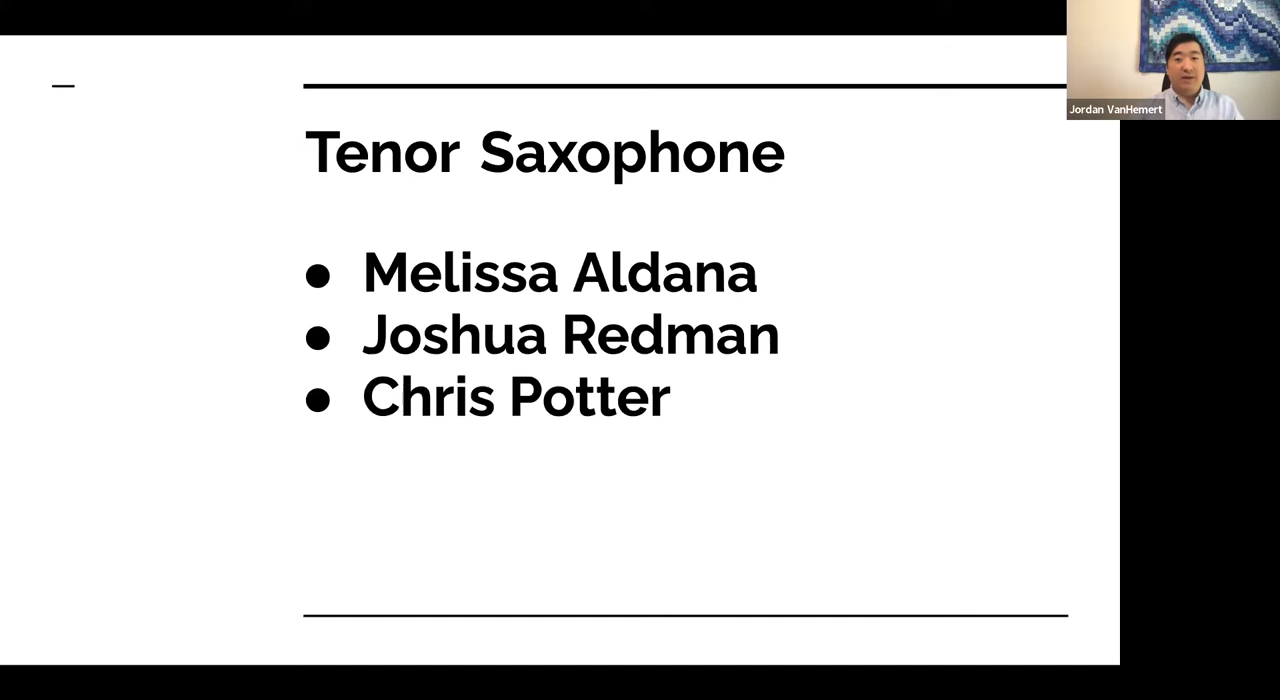 Jordan VanHemert
Tenor Saxophone
● Melissa Aldana
● Joshua Redman
● Chris Potter